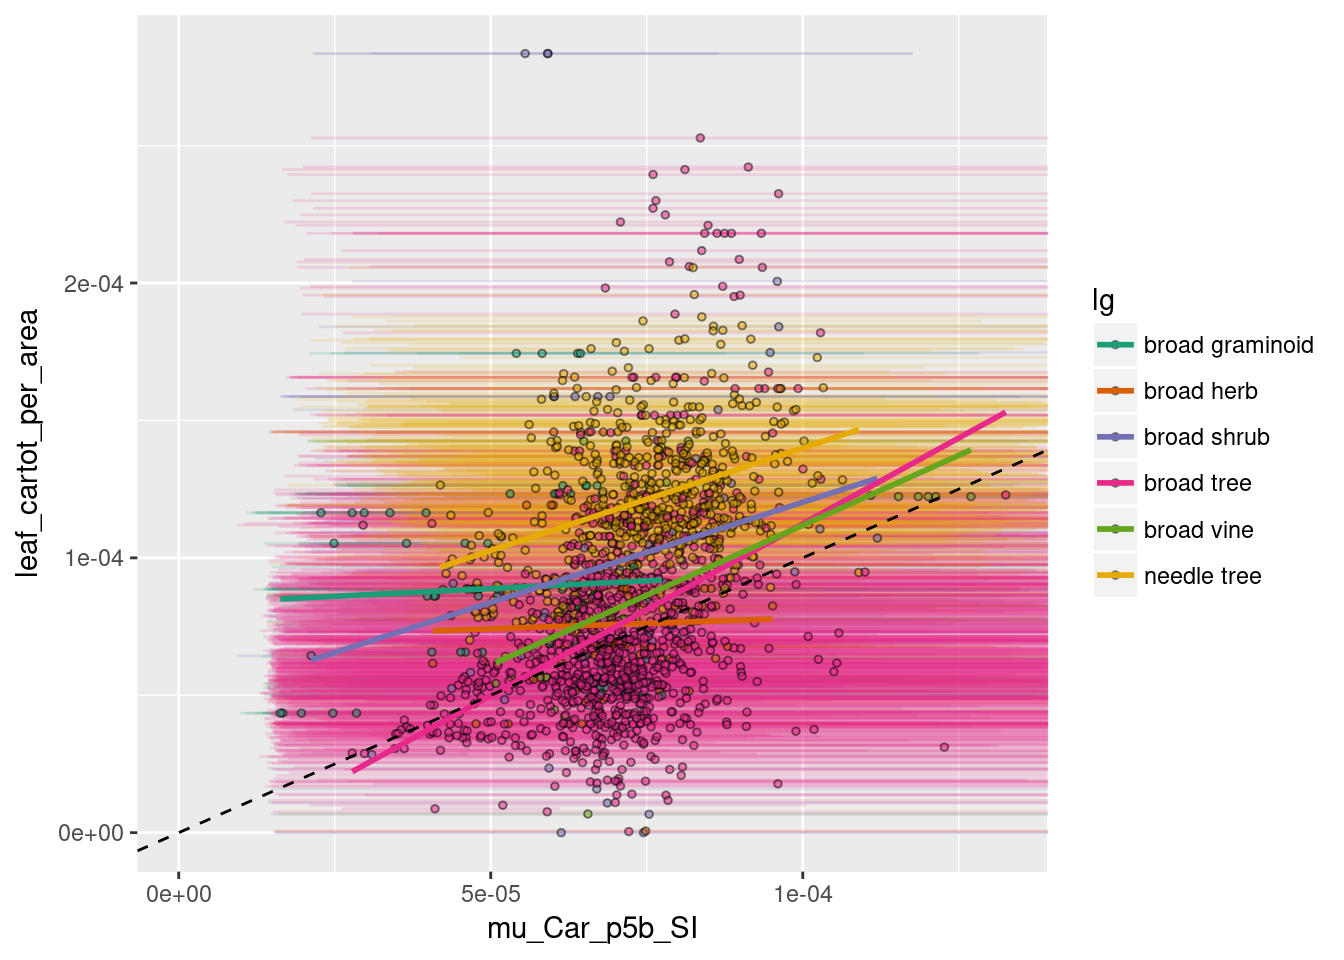 2e-04
1e-04
0e+00
0e+00 5e-05 1e-04
mu_Car_p5b_SI
leaf_cartot_per_area
lg
broad graminoid
broad herb
broad shrub
broad tree
broad vine
needle tree